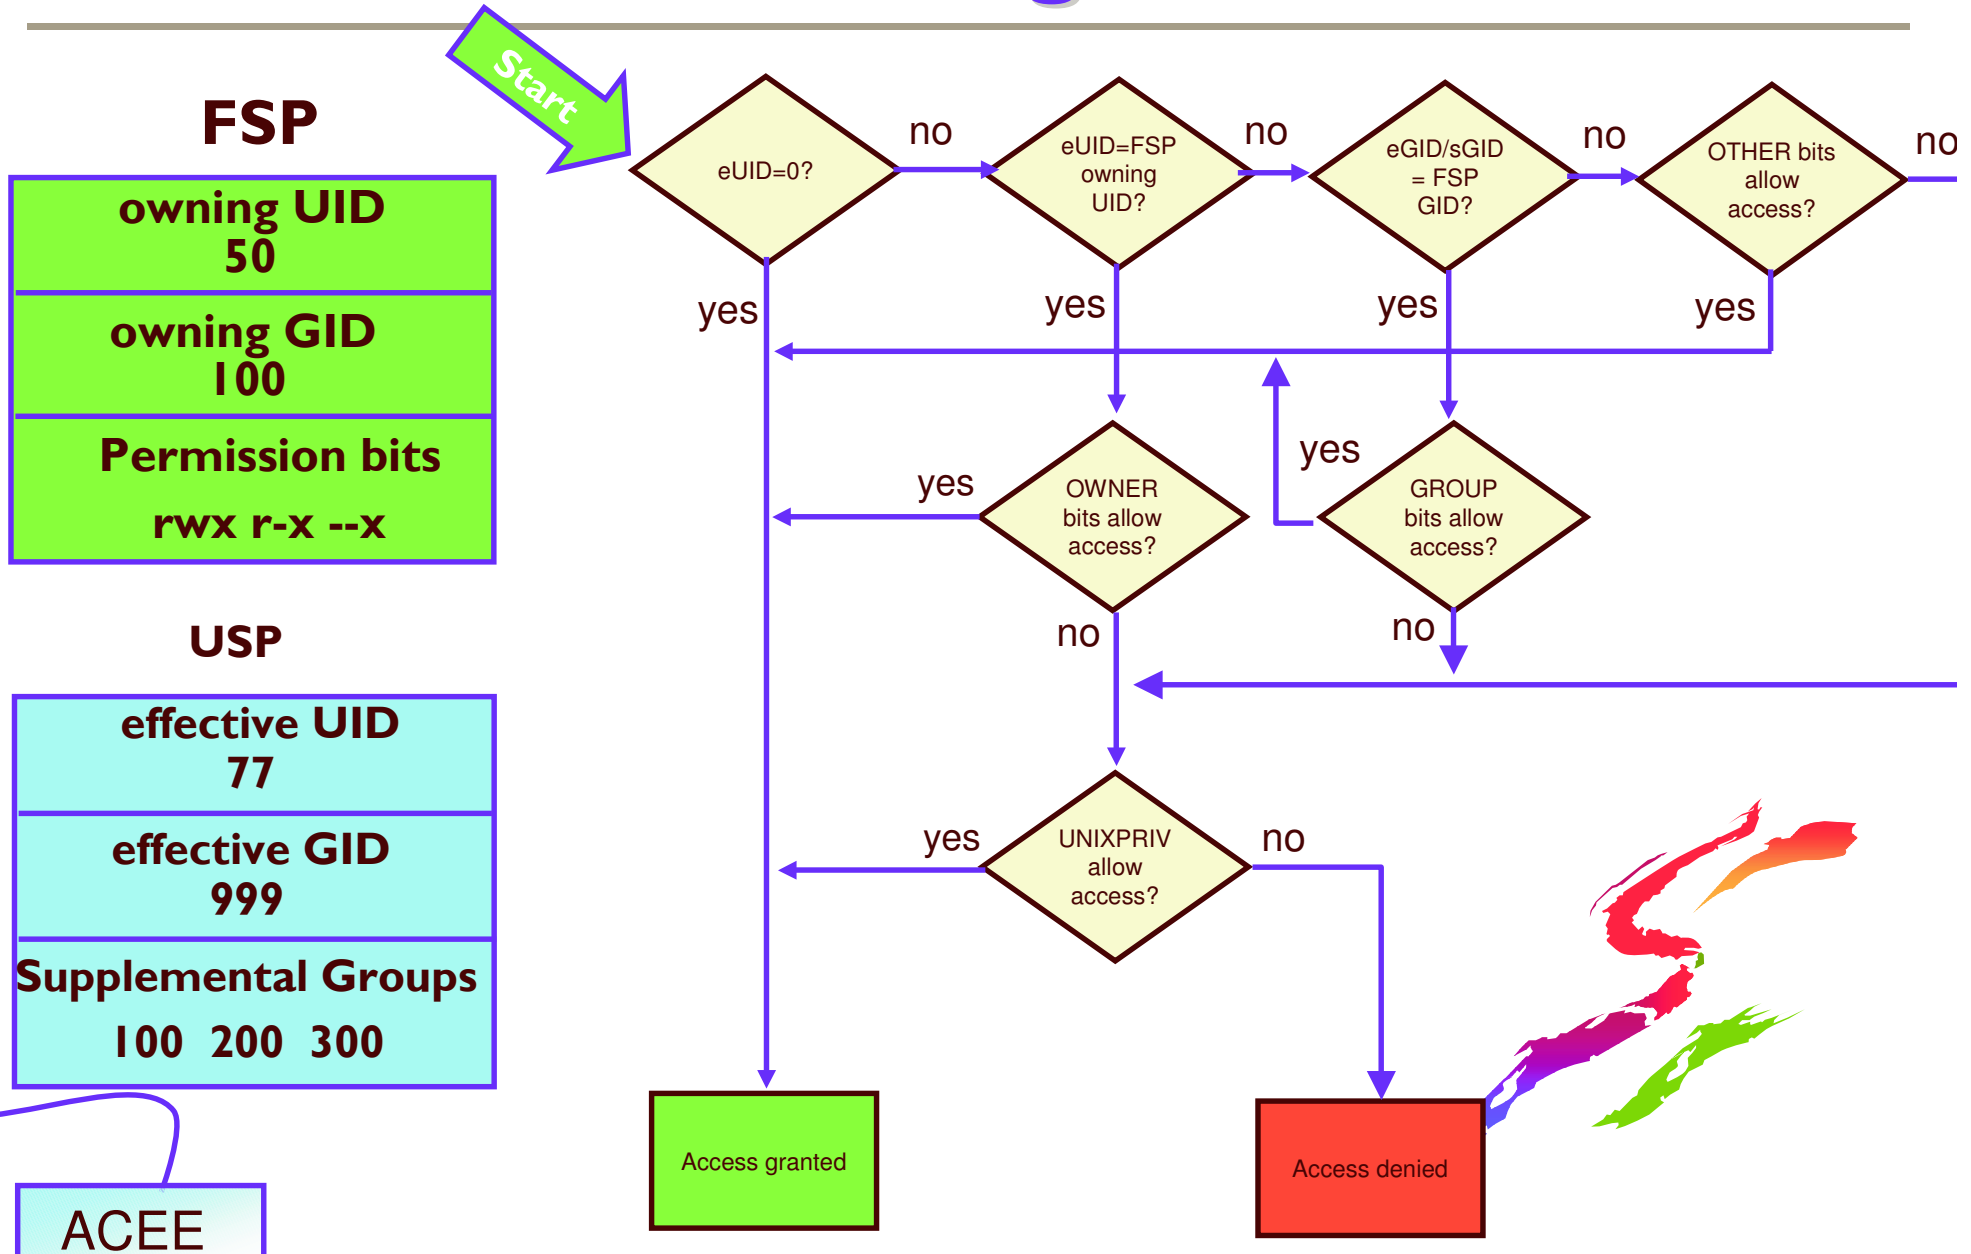 Start
FSP
owning UID
50
owning GID
100
Permission bits
rwx r-x --x
USP
effective UID
77
effective GID
999
Supplemental Groups
100 200 300
ACEE
eUID=0?
no
eUID=FSP
owning
UID?
no
eGID/sGID
= FSP
GID?
no
OTHER bits
allow
access?
no
yes
yes
yes
yes
yes
OWNER
bits allow
access?
yes
GROUP
bits allow
access?
no
no
yes
UNIXPRIV
allow
access?
no
Access granted
Access denied